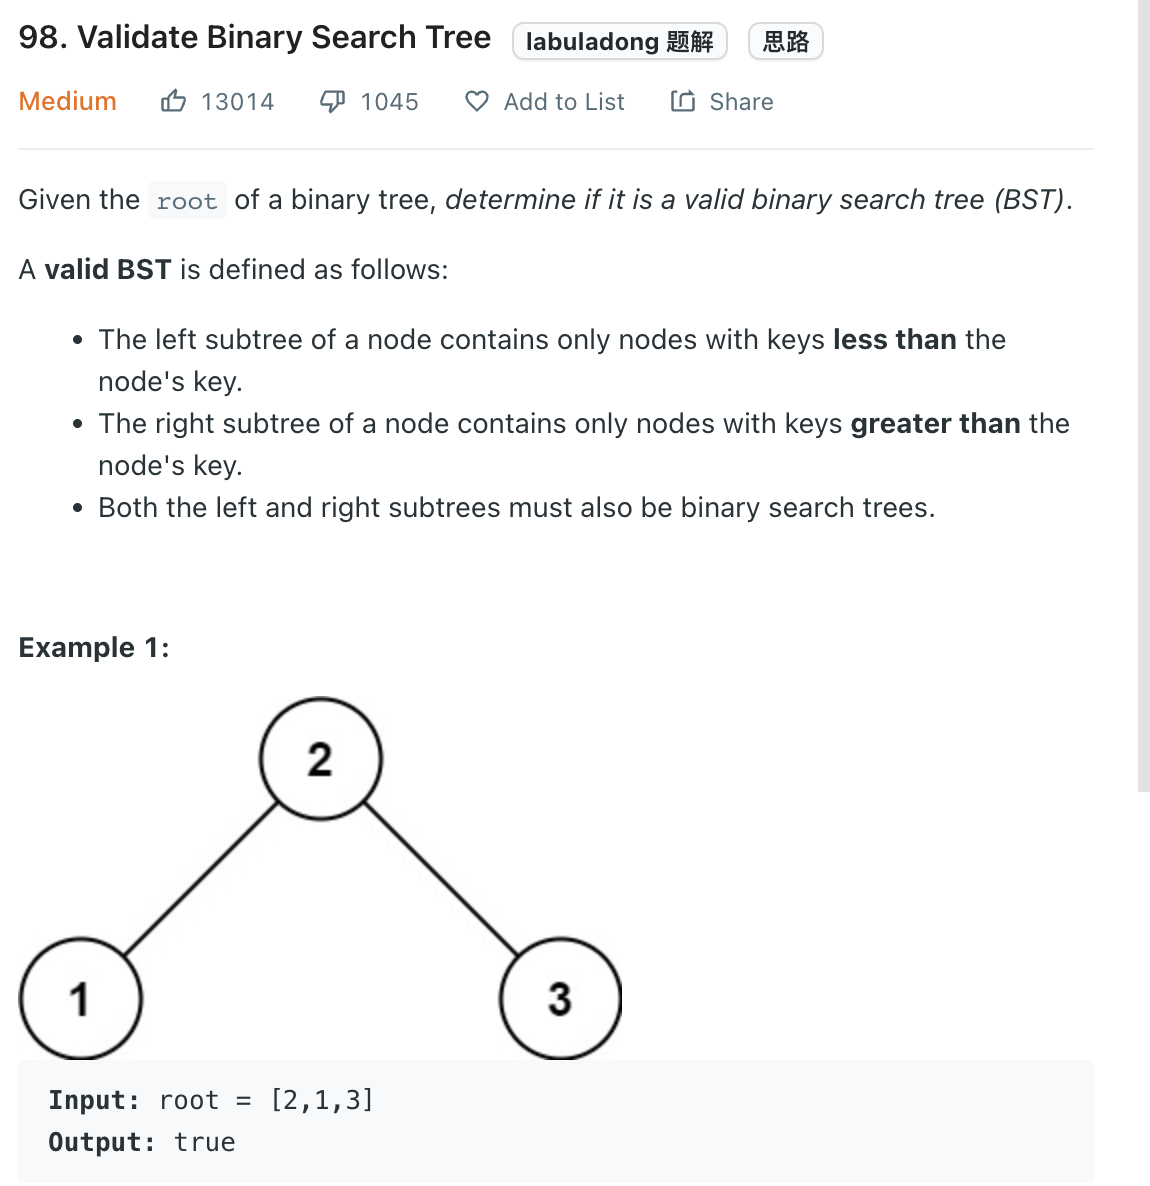 98. Validate Binary Search Tree labuladong 题解 思路
Medium 13014 1045 Add to List Share
Given the root of a binary tree, determine if it is a valid binary search tree (BST).
A valid BST is defined as follows:
• The left subtree of a node contains only nodes with keys less than the
node's key.
• The right subtree of a node contains only nodes with keys greater than the
node's key.
• Both the left and right subtrees must also be binary search trees.
Example 1:
2
1 3
Input: root = [2,1,3]
Output: true